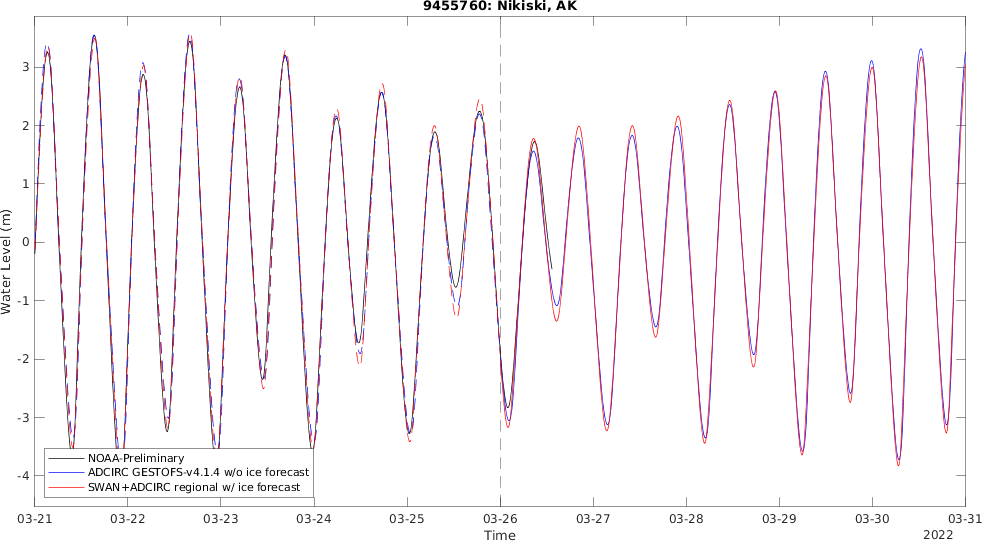 9455760: Nikiski, AK
Water Level (m)
3
2
1
0
-1
-2
-3
-4
NOAA-Preliminary
ADCIRC GESTOFS-v4.1.4 w/o ice forecast
SWAN+ADCIRC regional w/ ice forecast
03-21 03-22 03-23 03-24 03-25 03-26 03-27 03-28 03-29 03-30 03-31
Time
2022